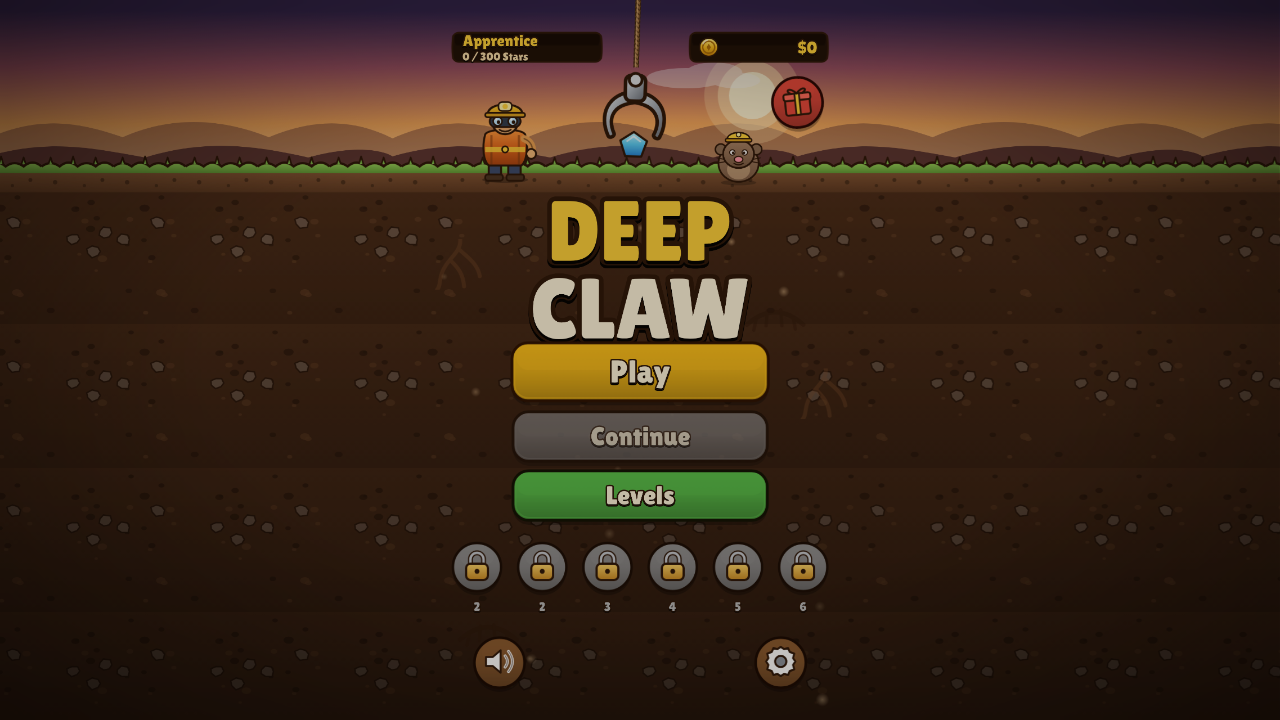 Apprentice
0 / 300 Stars
$0
DEEP
CLAW
Play
Continue
Levels
2 2 3 4 5 6